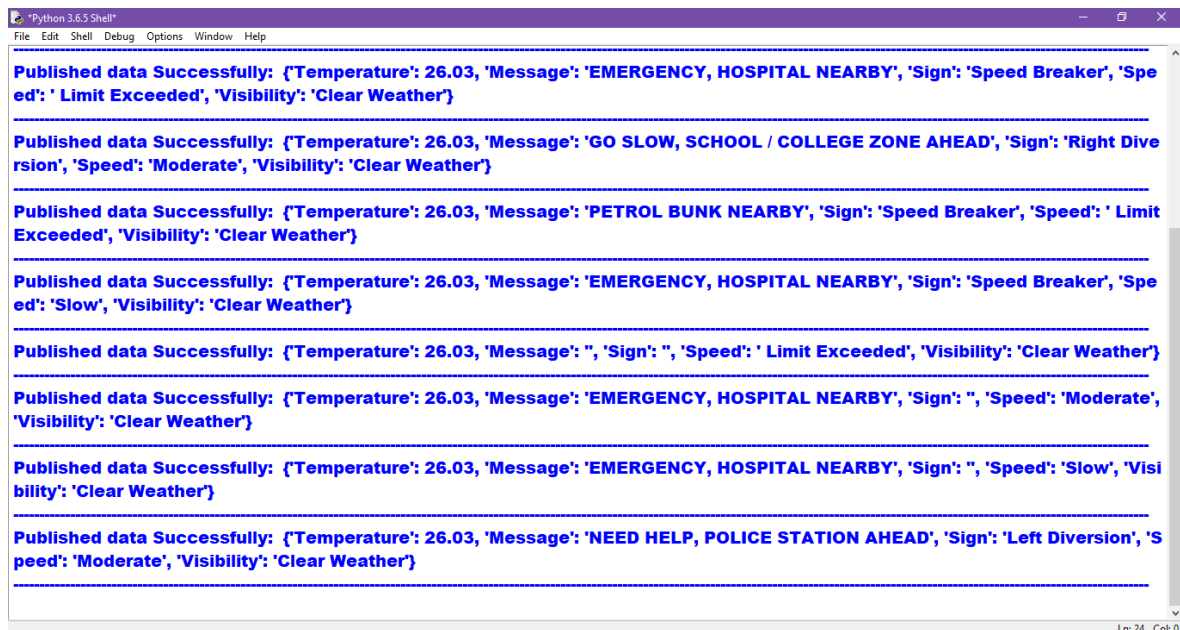 *Python 3.6.5 Shell*
File Edit Shell Debug Options Window Help
Published data Successfully:  {'Temperature': 26.03, 'Message': 'EMERGENCY, HOSPITAL NEARBY', 'Sign': 'Speed Breaker', 'Spe
ed': ' Limit Exceeded', 'Visibility': 'Clear Weather'}
Published data Successfully:  {'Temperature': 26.03, 'Message': 'GO SLOW, SCHOOL / COLLEGE ZONE AHEAD', 'Sign': 'Right Dive
rsion', 'Speed': 'Moderate', 'Visibility': 'Clear Weather'}
Published data Successfully:  {'Temperature': 26.03, 'Message': 'PETROL BUNK NEARBY', 'Sign': 'Speed Breaker', 'Speed': ' Limit
Exceeded', 'Visibility': 'Clear Weather'}
Published data Successfully:  {'Temperature': 26.03, 'Message': 'EMERGENCY, HOSPITAL NEARBY', 'Sign': 'Speed Breaker', 'Spe
ed': 'Slow', 'Visibility': 'Clear Weather'}
Published data Successfully:  {'Temperature': 26.03, 'Message': '', 'Sign': '', 'Speed': ' Limit Exceeded', 'Visibility': 'Clear Weather'}
Published data Successfully:  {'Temperature': 26.03, 'Message': 'EMERGENCY, HOSPITAL NEARBY', 'Sign': '', 'Speed': 'Moderate',
'Visibility': 'Clear Weather'}
Published data Successfully:  {'Temperature': 26.03, 'Message': 'EMERGENCY, HOSPITAL NEARBY', 'Sign': '', 'Speed': 'Slow', 'Visi
bility': 'Clear Weather'}
Published data Successfully:  {'Temperature': 26.03, 'Message': 'NEED HELP, POLICE STATION AHEAD', 'Sign': 'Left Diversion', 'S
peed': 'Moderate', 'Visibility': 'Clear Weather'}
Ln: 24 Col: 0